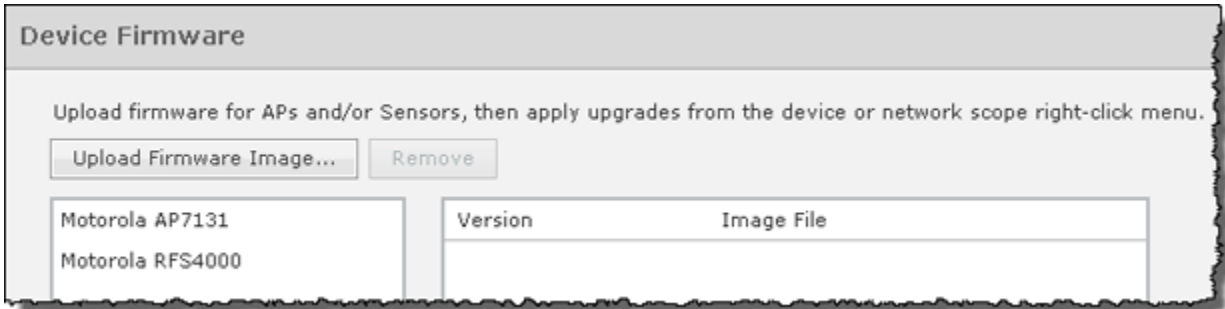 Device Firmware
Upload firmware for APs and/or Sensors, then apply upgrades from the device or network scope right-click menu.
Upload Firmware Image... Remove
Motorola AP7131
Version Image File
Motorola RFS4000